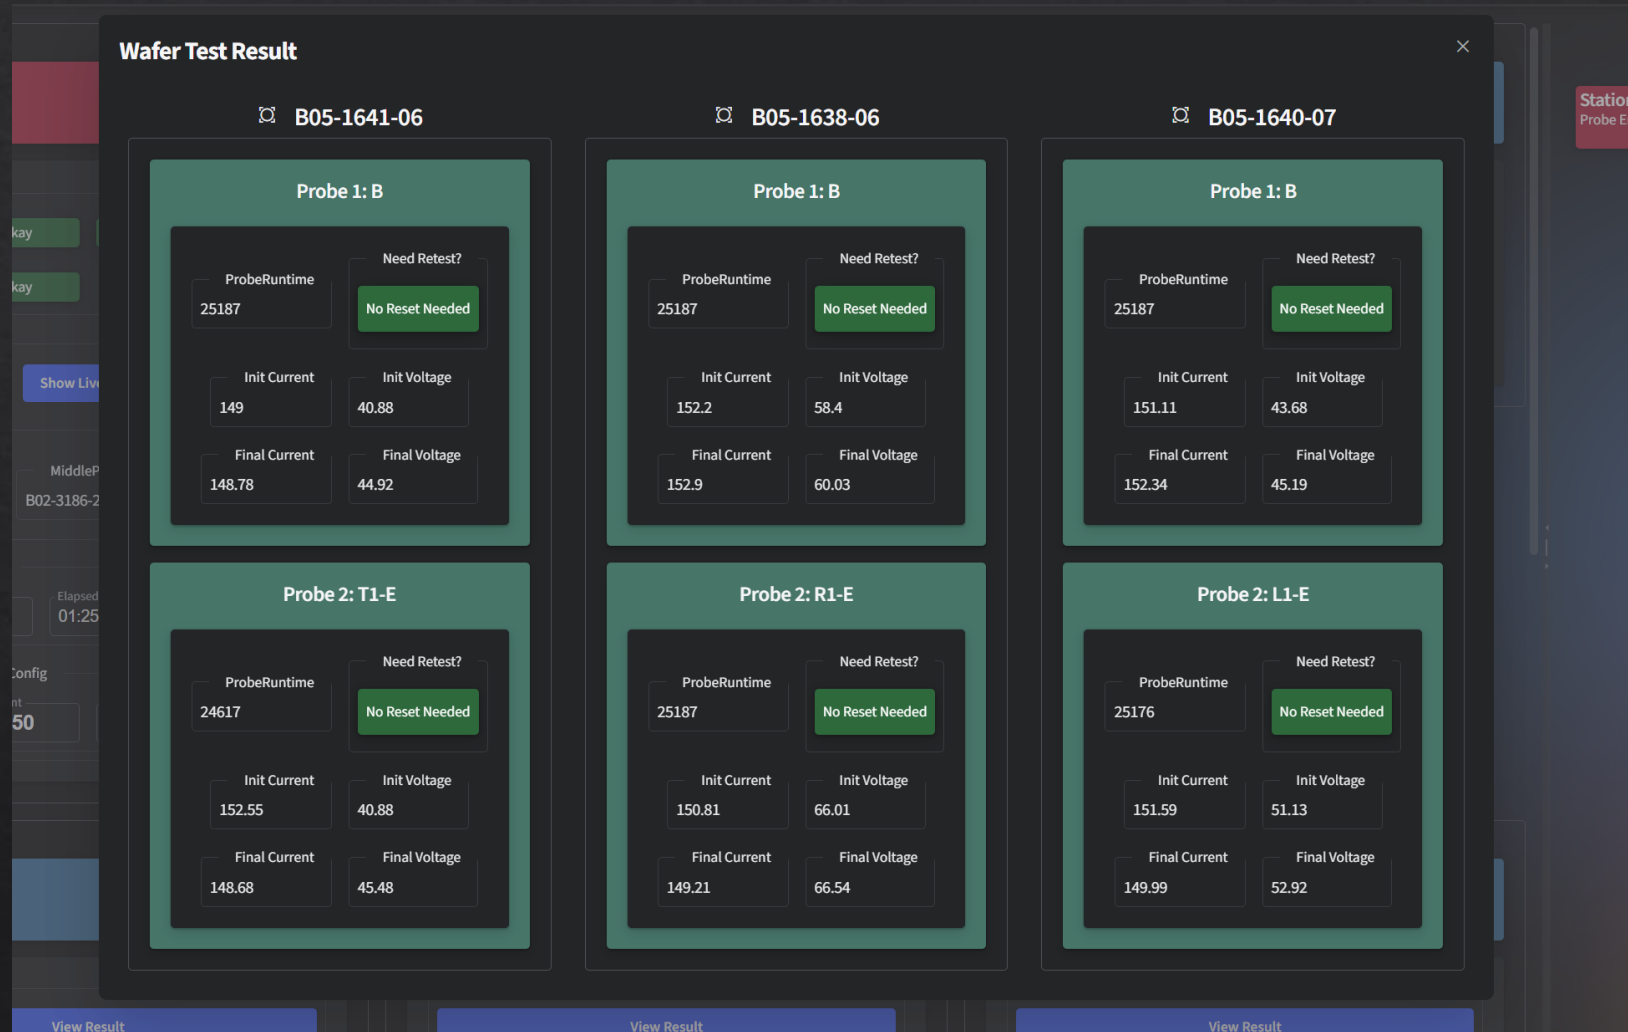 Wafer Test Result
B05-1641-06
B05-1638-06
B05-1640-07
Probe 1: B
Need Retest?
ProbeRuntime
25187
No Reset Needed
Init Current
Init Voltage
149
40.88
Final Current
Final Voltage
148.78
44.92
Probe 2: T1-E
Need Retest?
ProbeRuntime
24617
No Reset Needed
Init Current
Init Voltage
152.55
40.88
Final Current
Final Voltage
148.68
45.48
Probe 1: B
Need Retest?
ProbeRuntime
25187
No Reset Needed
Init Current
Init Voltage
152.2
58.4
Final Current
Final Voltage
152.9
60.03
Probe 2: R1-E
Need Retest?
ProbeRuntime
25187
No Reset Needed
Init Current
Init Voltage
150.81
66.01
Final Current
Final Voltage
149.21
66.54
Probe 1: B
Need Retest?
ProbeRuntime
25187
No Reset Needed
Init Current
Init Voltage
151.11
43.68
Final Current
Final Voltage
152.34
45.19
Probe 2: L1-E
Need Retest?
ProbeRuntime
25176
No Reset Needed
Init Current
Init Voltage
151.59
51.13
Final Current
Final Voltage
149.99
52.92
kay
kay
Show Live
MiddleP
B02-3186-2
Elapsed
01:25
Config
nt
50
Statio
Probe E
View Result
View Result
View Result